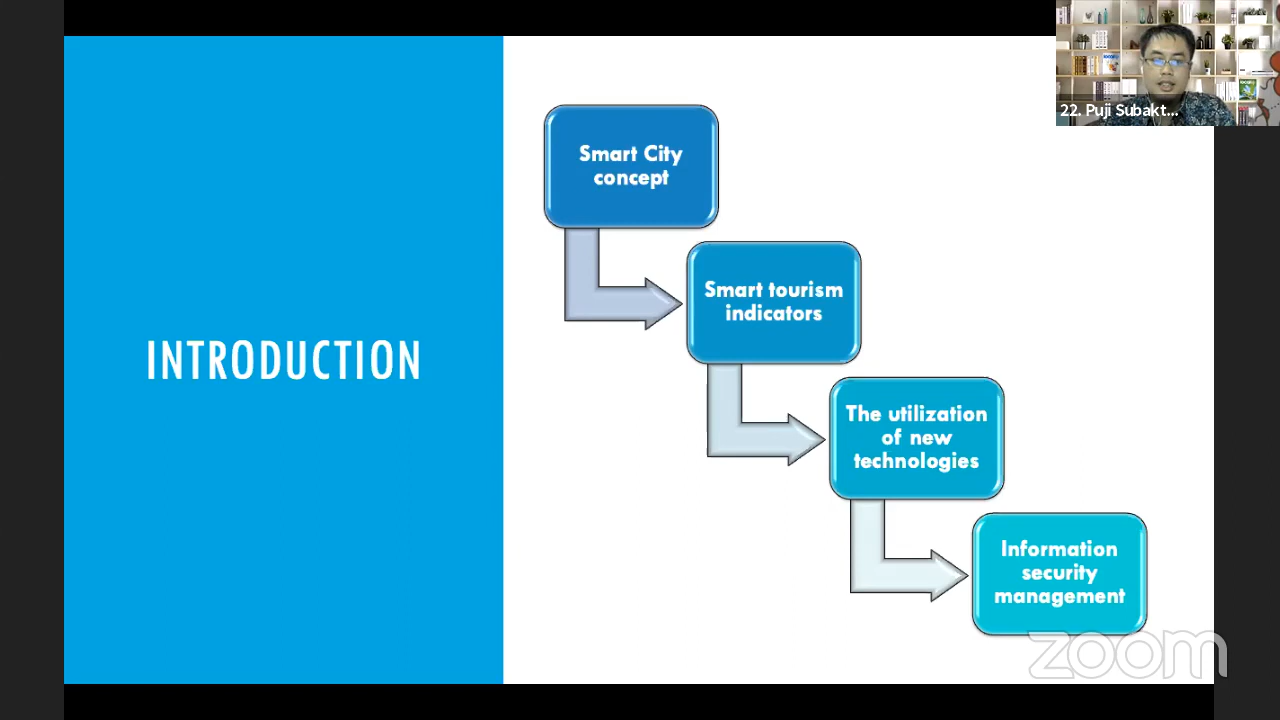 22. Puji Subakt...
INTRODUCTION
Smart City
concept
Smart tourism
indicators
The utilization
of new
technologies
Information
security
management
zoom